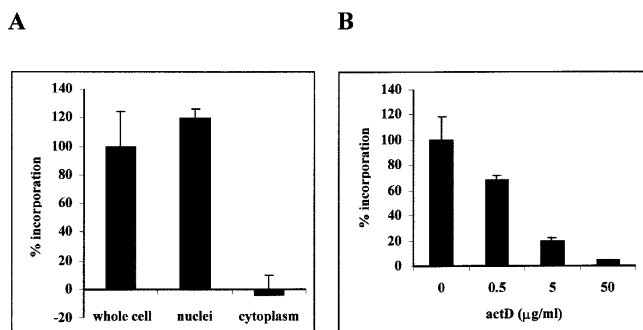 A
B
% incorporation
140
120
100
80
60
40
20
0
-20
whole cell nuclei cytoplasm
% incorporation
140
120
100
80
60
40
20
0
0 0.5 5 50
actD (μg/ml)